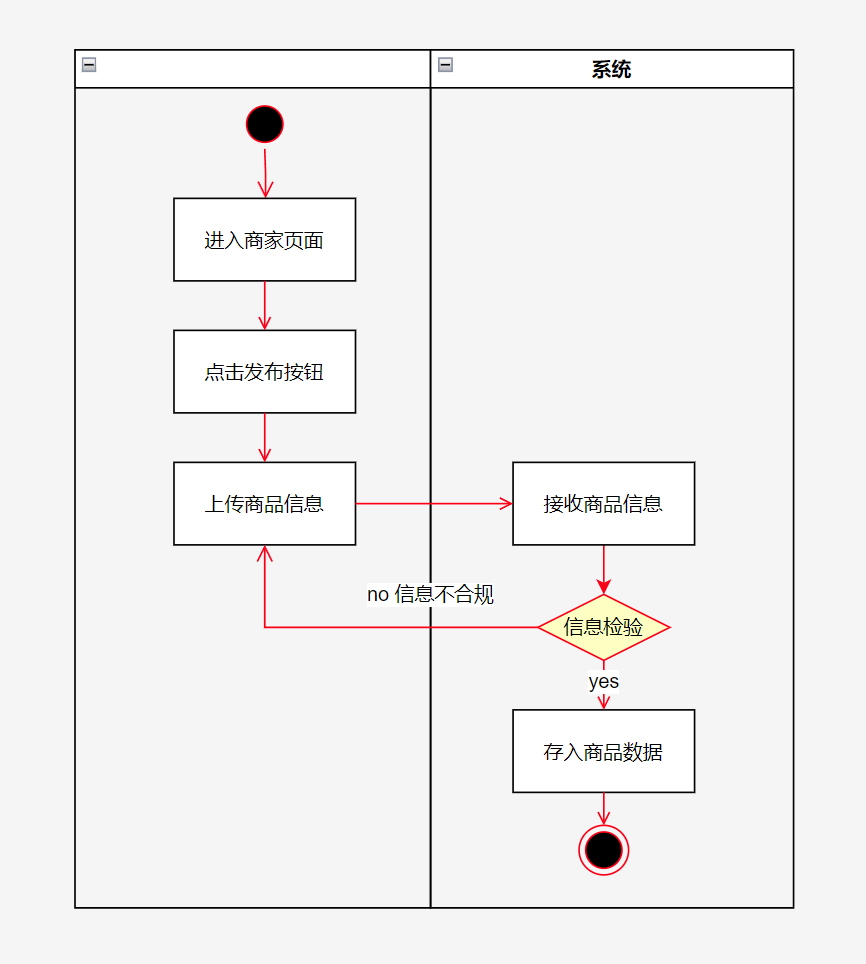 系统
进入商家页面
点击发布按钮
上传商品信息
接收商品信息
no 信息不合规
信息检验
yes
存入商品数据